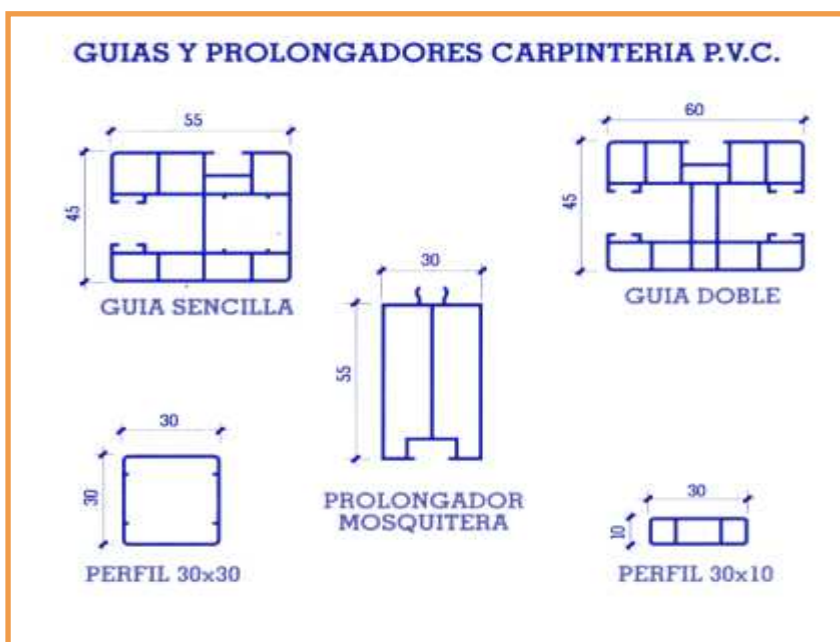 GUIAS Y PROLONGADORES CARPINTERIA P.V.C.
55
45
GUIA SENCILLA
60
45
GUIA DOBLE
30
55
PROLONGADOR
MOSQUITERA
30
30
PERFIL 30x30
30
10
PERFIL 30x10